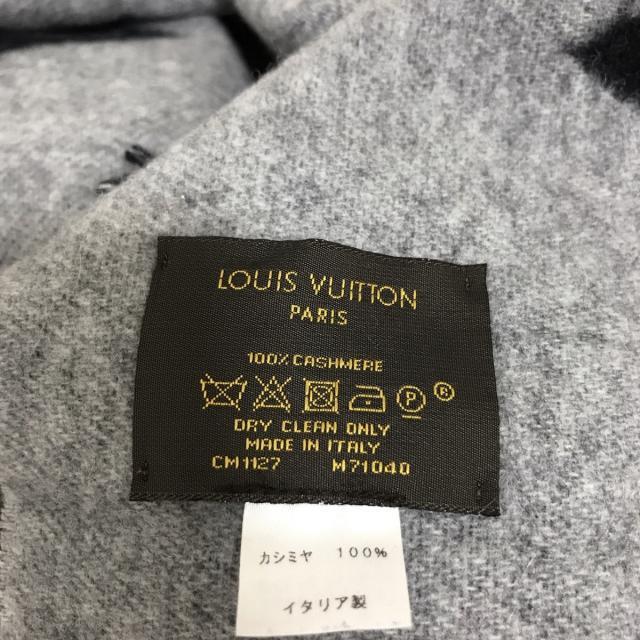 LOUIS VUITTON
PARIS
100% CASHMERE
P ®
DRY CLEAN ONLY
MADE IN ITALY
CM1127 M71040
カシミヤ 100%
イタリア製